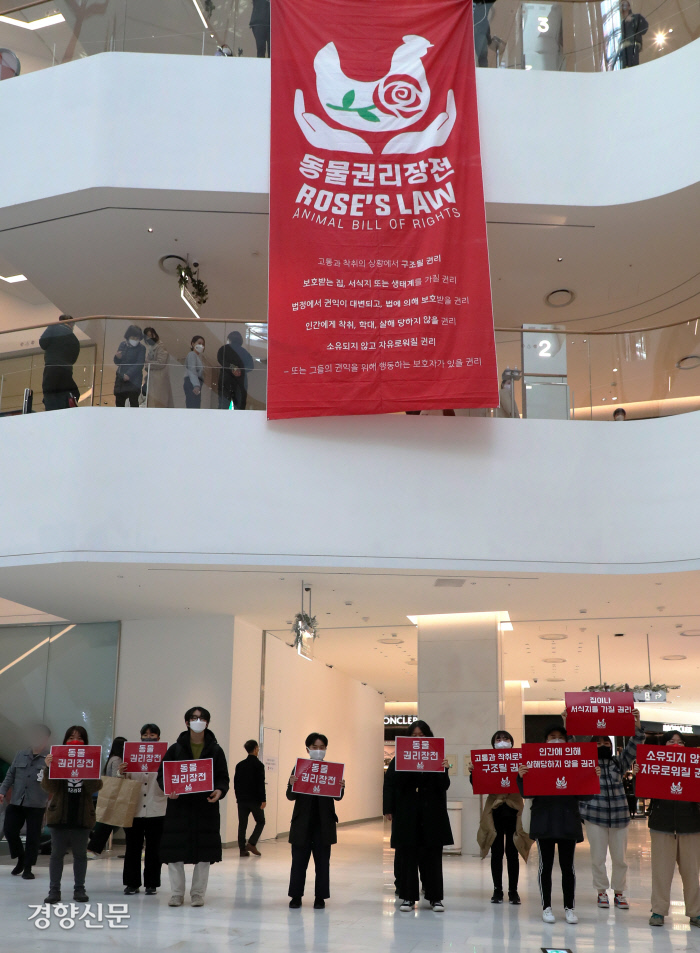 3
동물권리장전
ROSE'S LAW
ANIMAL BILL OF RIGHTS
고통과 착취의 상황에서 구조될 권리
보호받는 집, 서식지 또는 생태계를 가질 권리
법정에서 권익이 대변되고, 법에 의해 보호받을 권리
인간에게 착취, 학대, 살해 당하지 않을 권리
소유되지 않고 자유로워질 권리
– 또는 그들의 권익을 위해 행동하는 보호자가 있을 권리
2
MONCLER
집이나
서식지를 가질 권리
동물
권리장전
동물
권리장전
동물
권리장전
동물
권리장전
동물
권리장전
고통과 착취로
구조될 권
인간에 의해
살해당하지 않을 권리
소유되지 않
자유로워질 권
경향신문